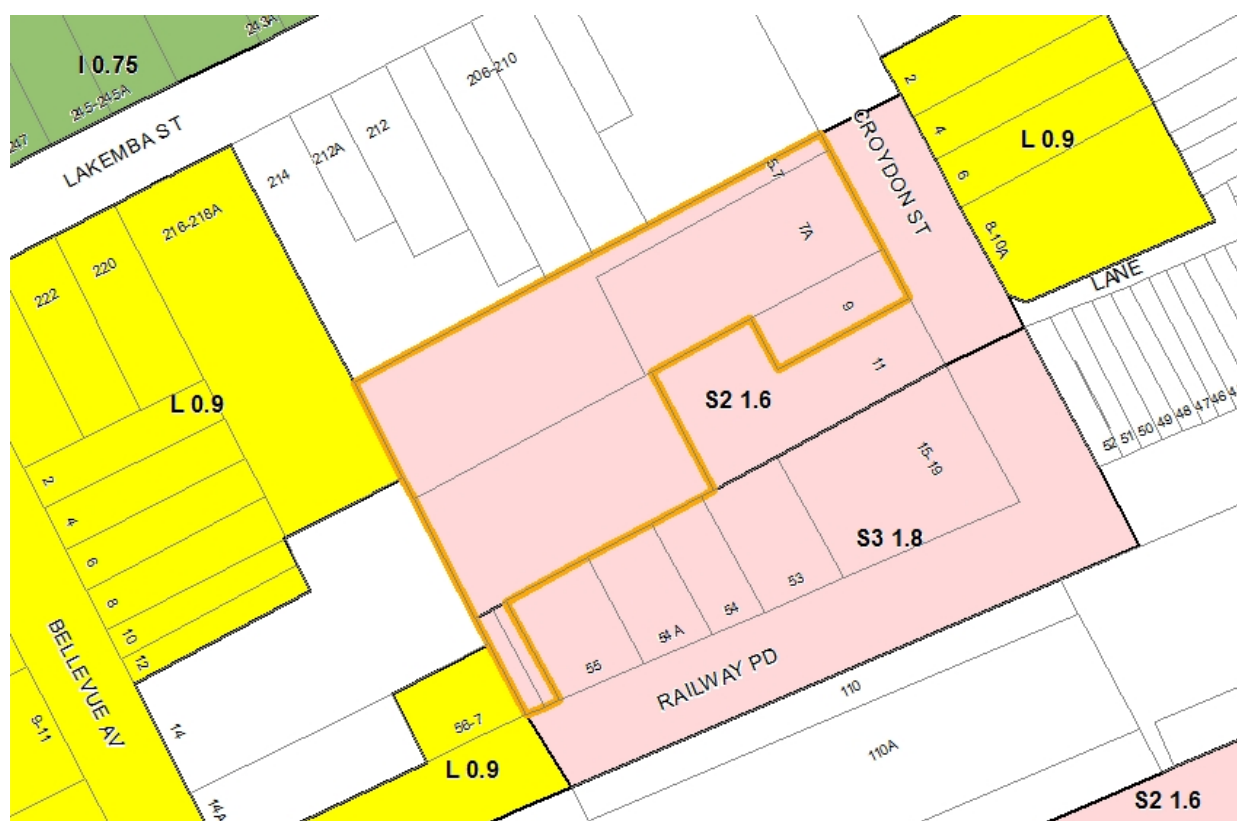 243A
I 0.75
245-245A
247
LAKEMBA ST
206-210
212
212A
214
216-218A
220
222
L 0.9
2
4
6
8
10
12
BELLEVUE AV
9-11
14
14A
5-7
7A
9
11
CROYDON ST
2
4
6
8-10A
L 0.9
LANE
52 51 50 49 48 47 46
S2 1.6
15-19
S3 1.8
53
54
54 A
55
RAILWAY PD
56-7
L 0.9
110
110A
S2 1.6